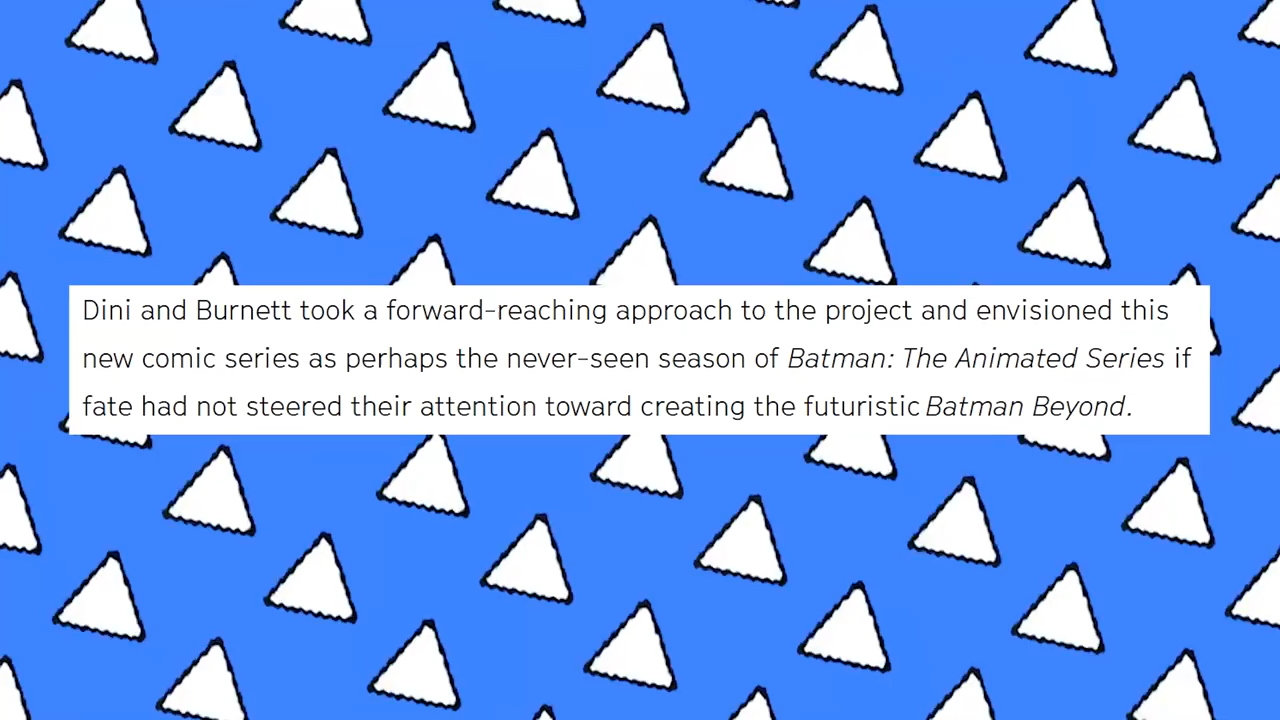 Dini and Burnett took a forward-reaching approach to the project and envisioned this
new comic series as perhaps the never-seen season of Batman: The Animated Series if
fate had not steered their attention toward creating the futuristic Batman Beyond.